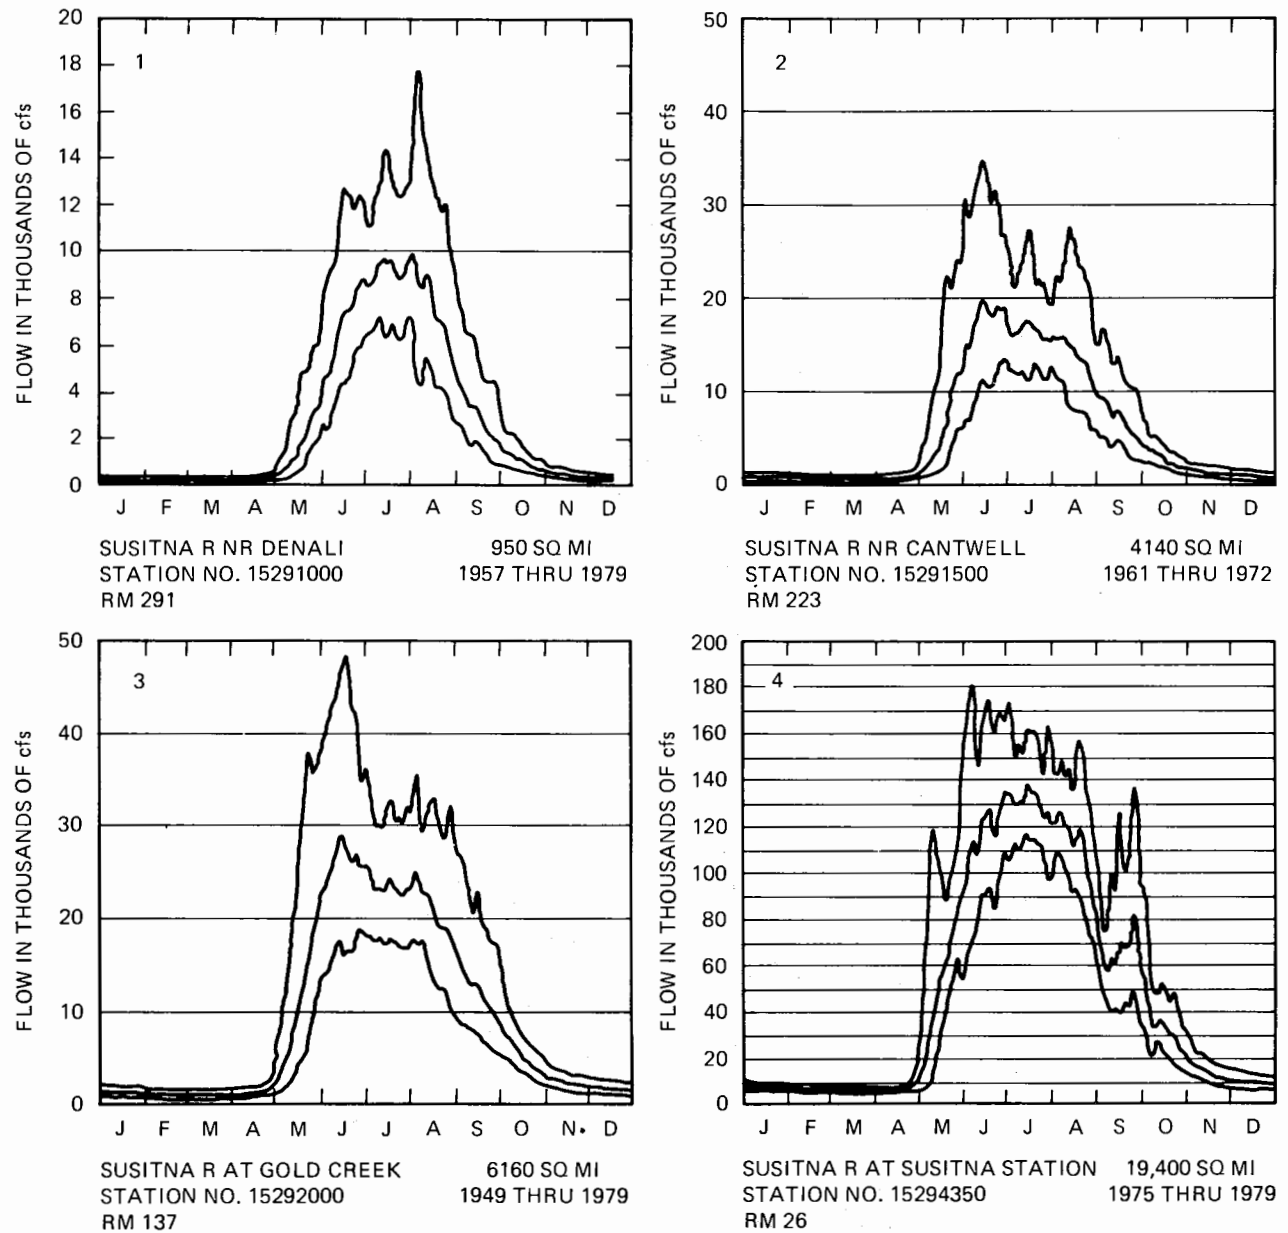 1
FLOW IN THOUSANDS OF cfs
20
18
16
14
12
10
8
6
4
2
0
J F M A M J J A S O N D
SUSITNA R NR DENALI 950 SQ MI
STATION NO. 15291000 1957 THRU 1979
RM 291
2
FLOW IN THOUSANDS OF cfs
50
40
30
20
10
0
J F M A M J J A S O N D
SUSITNA R NR CANTWELL 4140 SQ MI
STATION NO. 15291500 1961 THRU 1972
RM 223
3
FLOW IN THOUSANDS OF cfs
50
40
30
20
10
0
J F M A M J J A S O N D
SUSITNA R AT GOLD CREEK 6160 SQ MI
STATION NO. 15292000 1949 THRU 1979
RM 137
4
FLOW IN THOUSANDS OF cfs
200
180
160
140
120
100
80
60
40
20
0
J F M A M J J A S O N D
SUSITNA R AT SUSITNA STATION 19,400 SQ MI
STATION NO. 15294350 1975 THRU 1979
RM 26